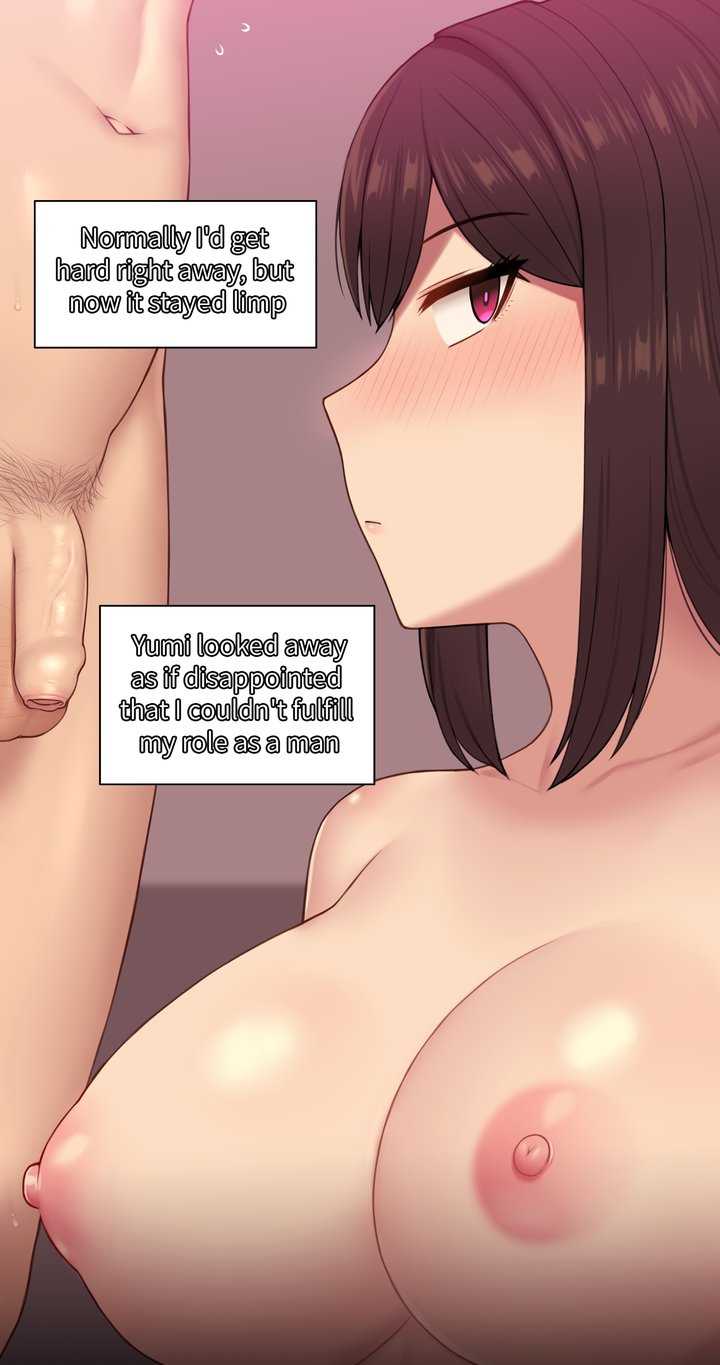 Normally I'd get
hard right away, but
now it stayed limp
Yumi looked away
as if disappointed
that I couldn't fulfill
my role as a man